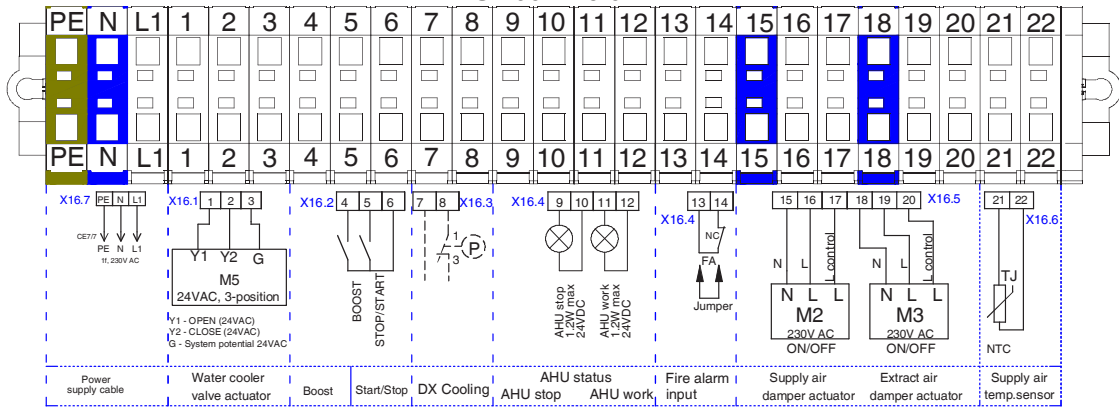 PE N L1 1 2 3 4 5 6 7 8 9 10 11 12 13 14 15 16 17 18 19 20 21 22
PE N L1 1 2 3 4 5 6 7 8 9 10 11 12 13 14 15 16 17 18 19 20 21 22
X16.7 PE N L1
CE7/7
PE N L1
1f, 230V AC
X16.1 1 2 3
Y1 Y2 G
M5
24VAC, 3-position
Y1 - OPEN (24VAC)
Y2 - CLOSE (24VAC)
G - System potential 24VAC
X16.2 4 5 6
BOOST
STOP/START
7 8 X16.3
1
P
3
X16.4 9 10 11 12
AHU stop
1.2W max
24VDC
AHU work
1.2W max
24VDC
13 14
X16.4
NC
FA
Jumper
15 16 17 18 19 20 X16.5
N L L control
N L L
M2
230V AC
ON/OFF
N L L control
N L L
M3
230V AC
ON/OFF
21 22
X16.6
TJ
NTC
Power
supply cable
Water cooler
valve actuator
Boost
Start/Stop
DX Cooling
AHU status
AHU stop AHU work
Fire alarm
input
Supply air
damper actuator
Extract air
damper actuator
Supply air
temp.sensor